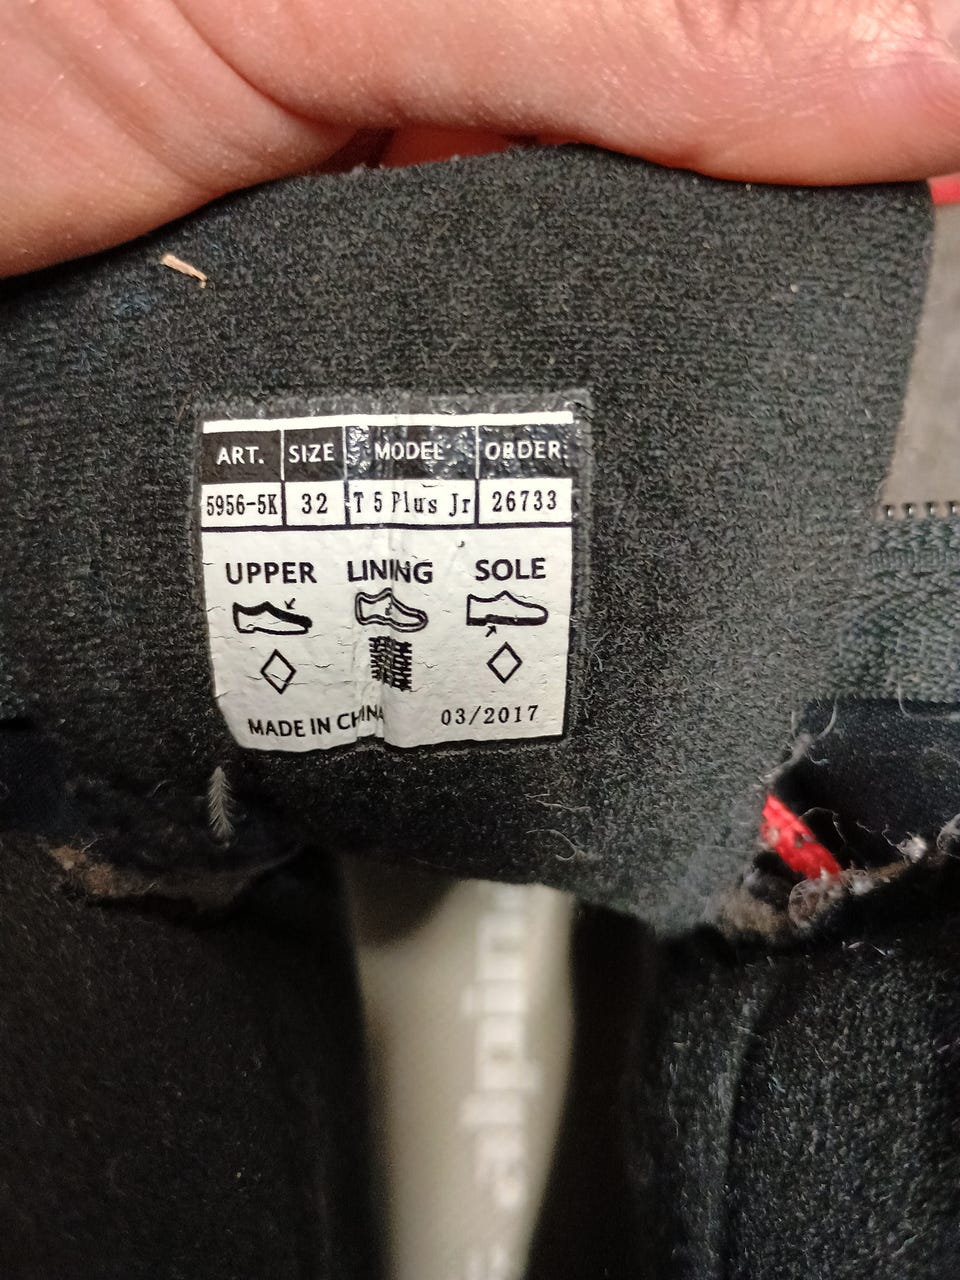 ART. SIZE MODEL ORDER
5956-5K 32 T 5 Plus Jr 26733
UPPER LINING SOLE
MADE IN CHINA 03/2017